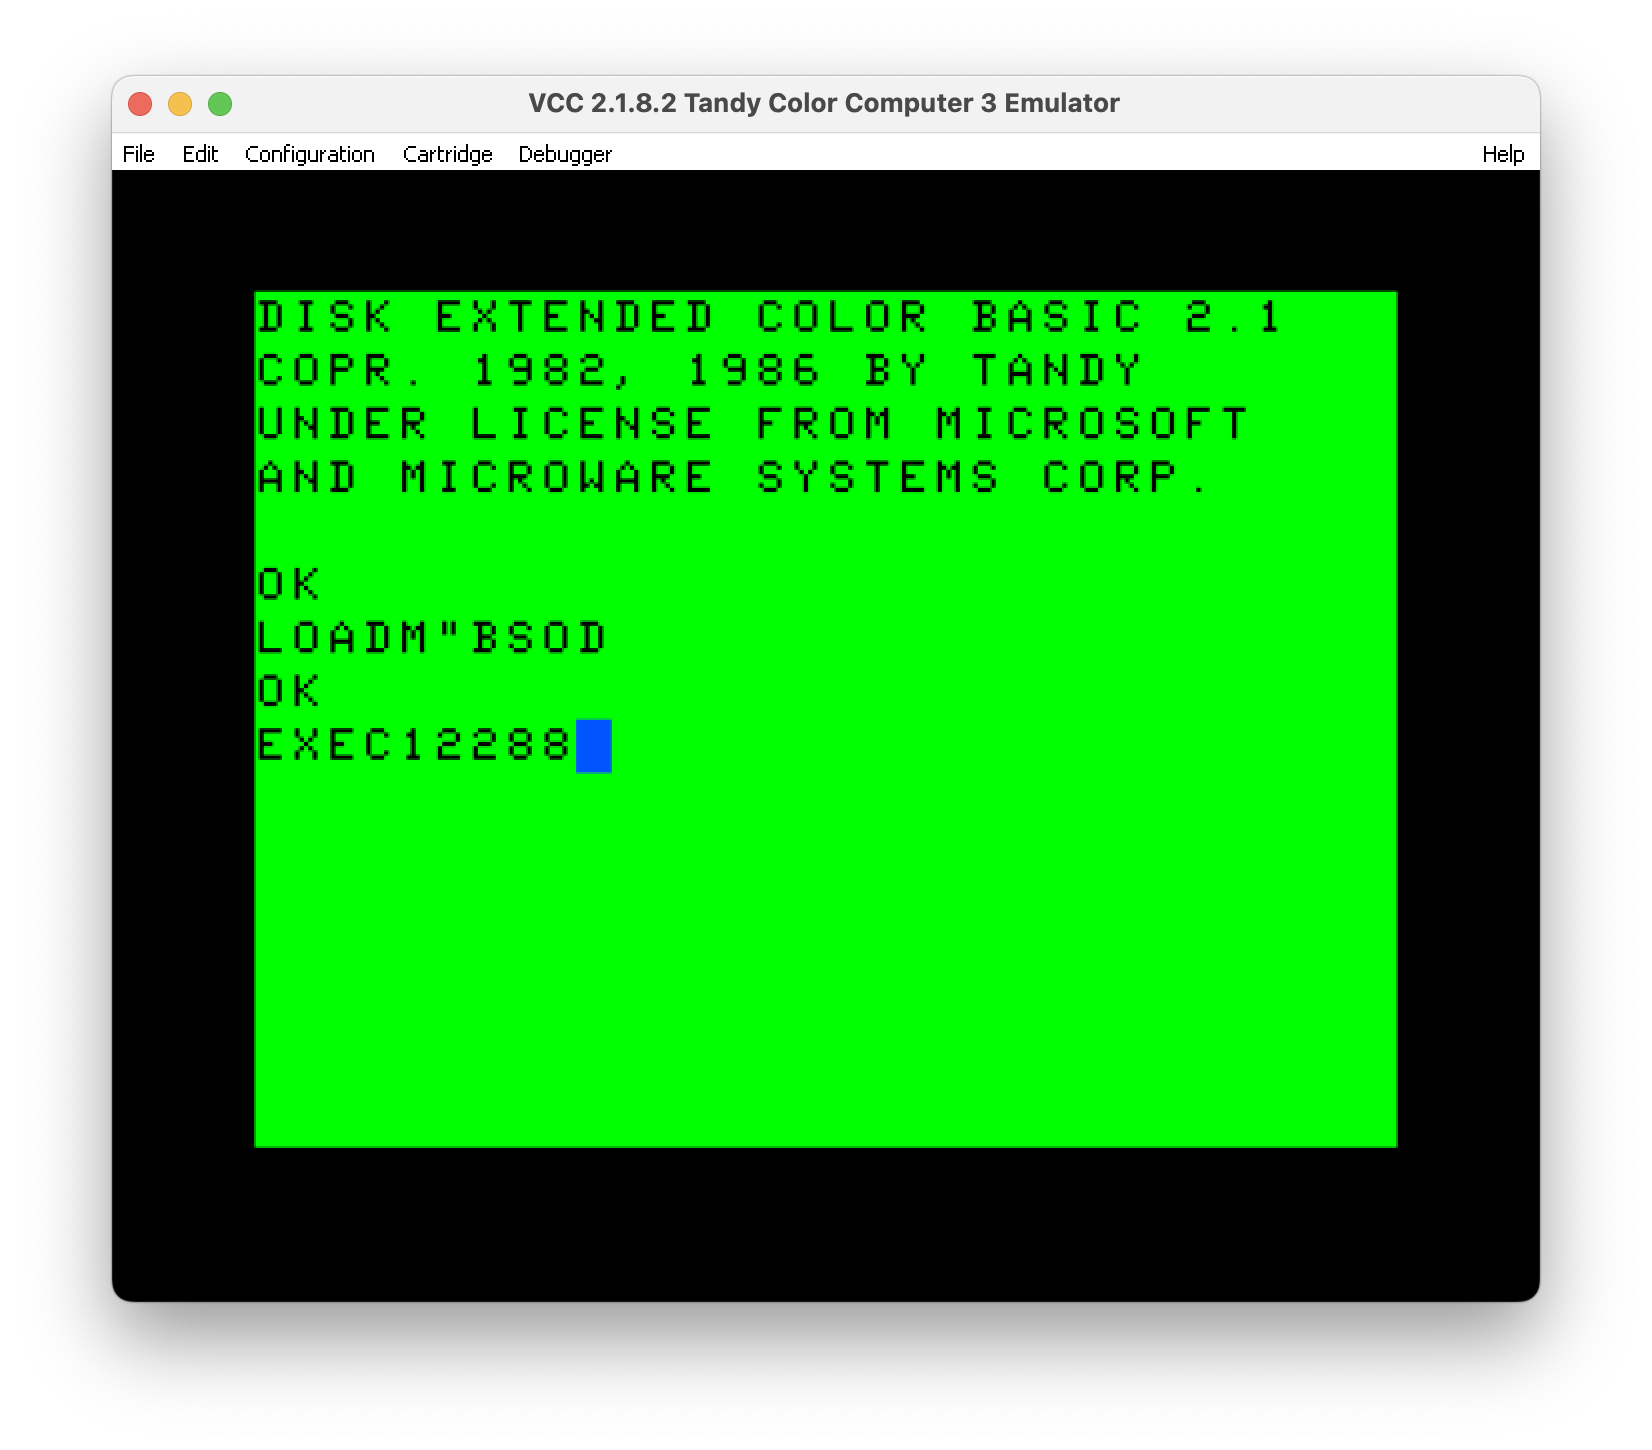 VCC 2.1.8.2 Tandy Color Computer 3 Emulator
File Edit Configuration Cartridge Debugger Help
DISK EXTENDED COLOR BASIC 2.1
COPR. 1982, 1986 BY TANDY
UNDER LICENSE FROM MICROSOFT
AND MICROWARE SYSTEMS CORP.
OK
LOADM"BSOD
OK
EXEC12288